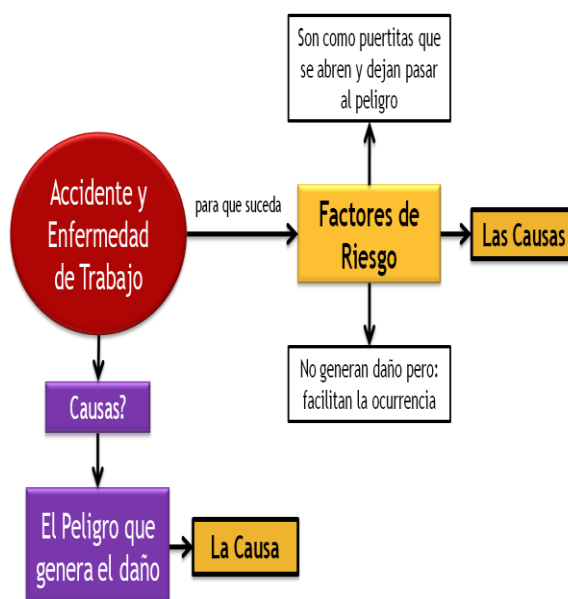 Son como puertitas que
se abren y dejan pasar
al peligro
Accidente y
Enfermedad
de Trabajo
para que suceda
Factores de
Riesgo
Las Causas
No generan daño pero:
facilitan la ocurrencia
Causas?
El Peligro que
genera el daño
La Causa